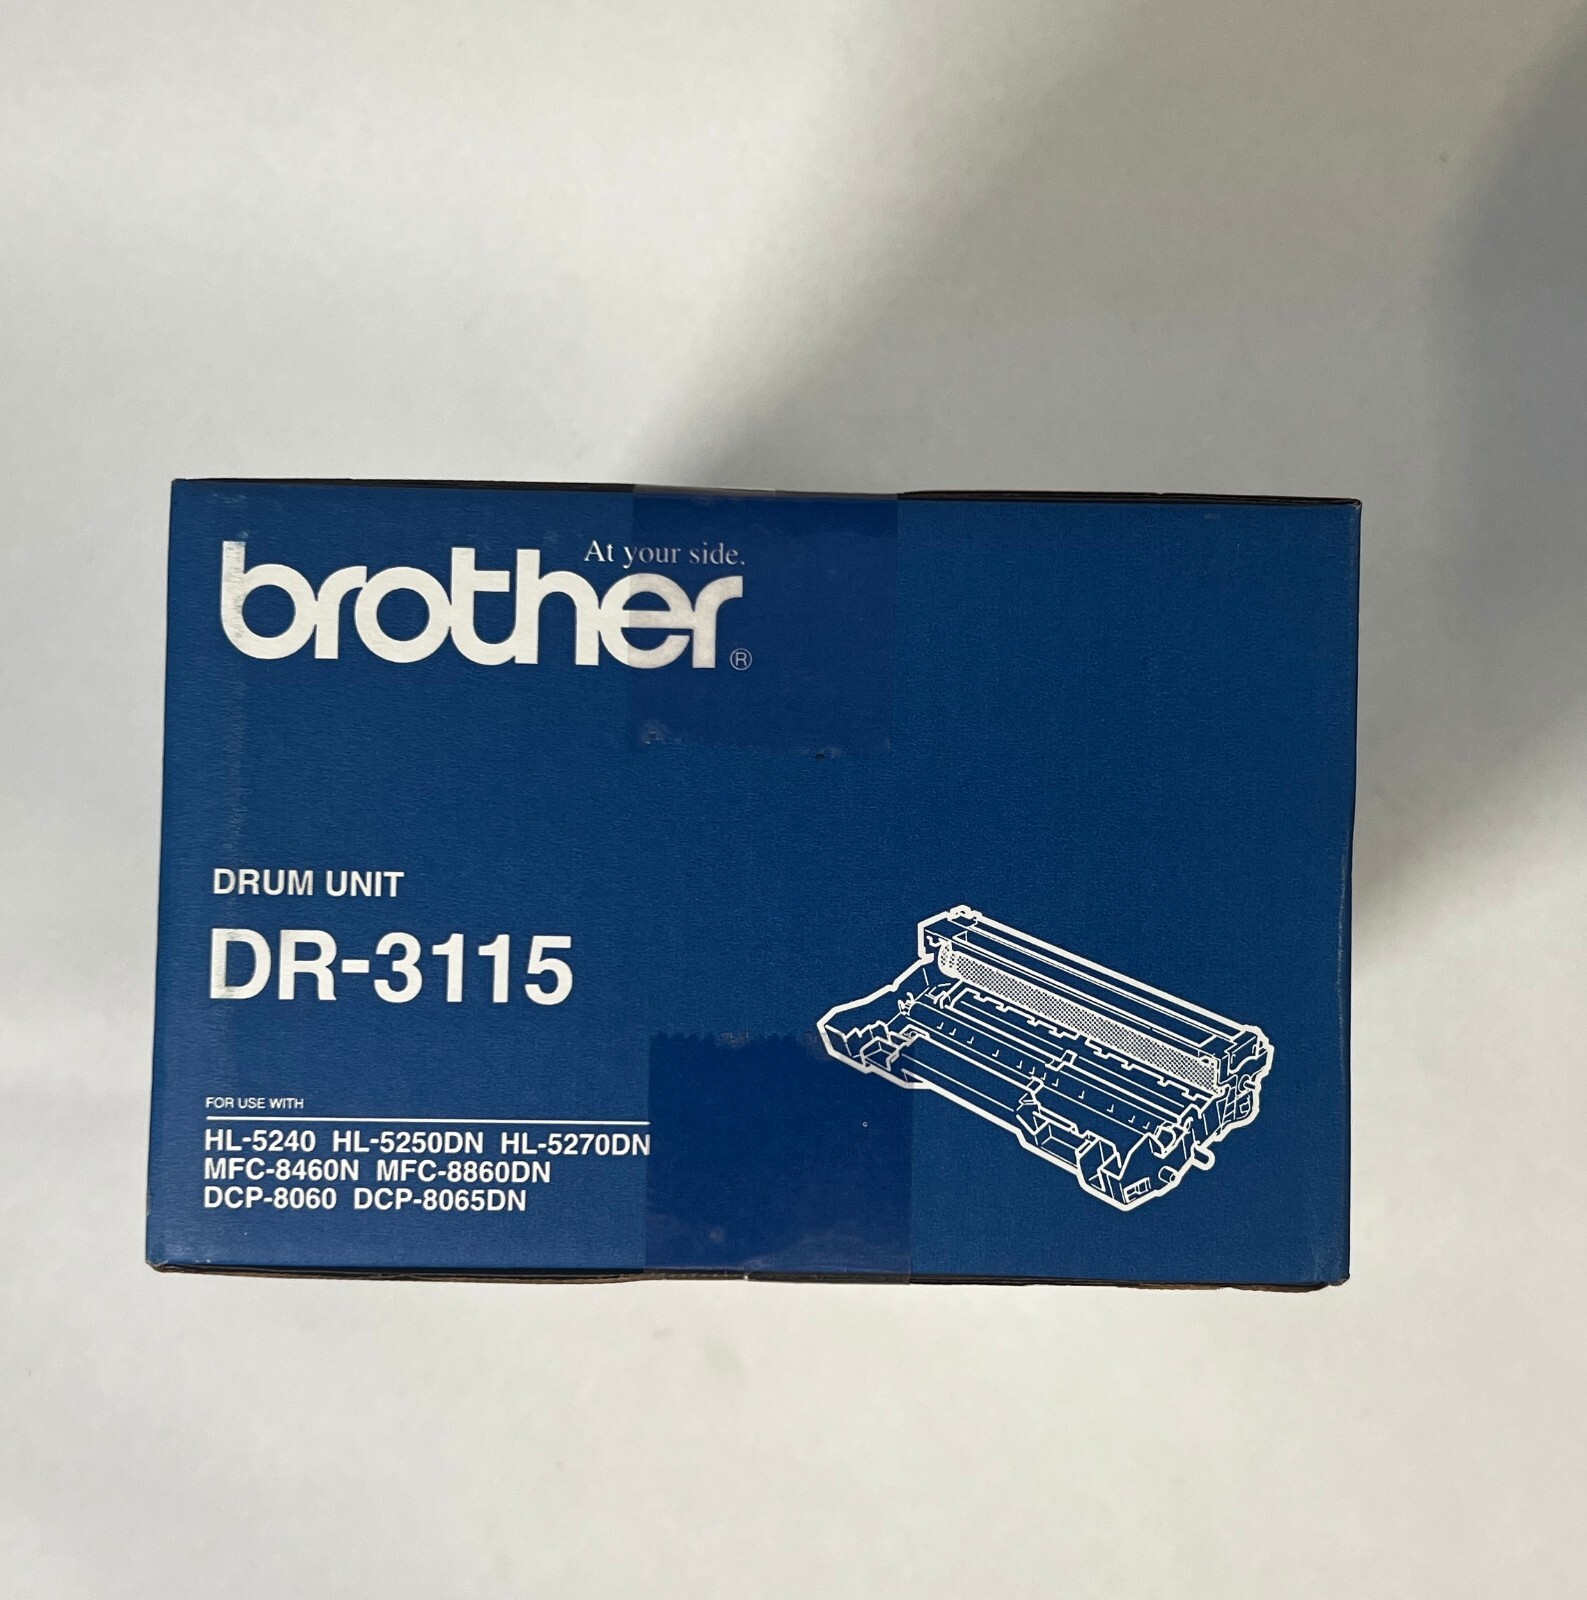 At your side.
brother®
DRUM UNIT
DR-3115
FOR USE WITH
HL-5240 HL-5250DN HL-5270DN
MFC-8460N MFC-8860DN
DCP-8060 DCP-8065DN